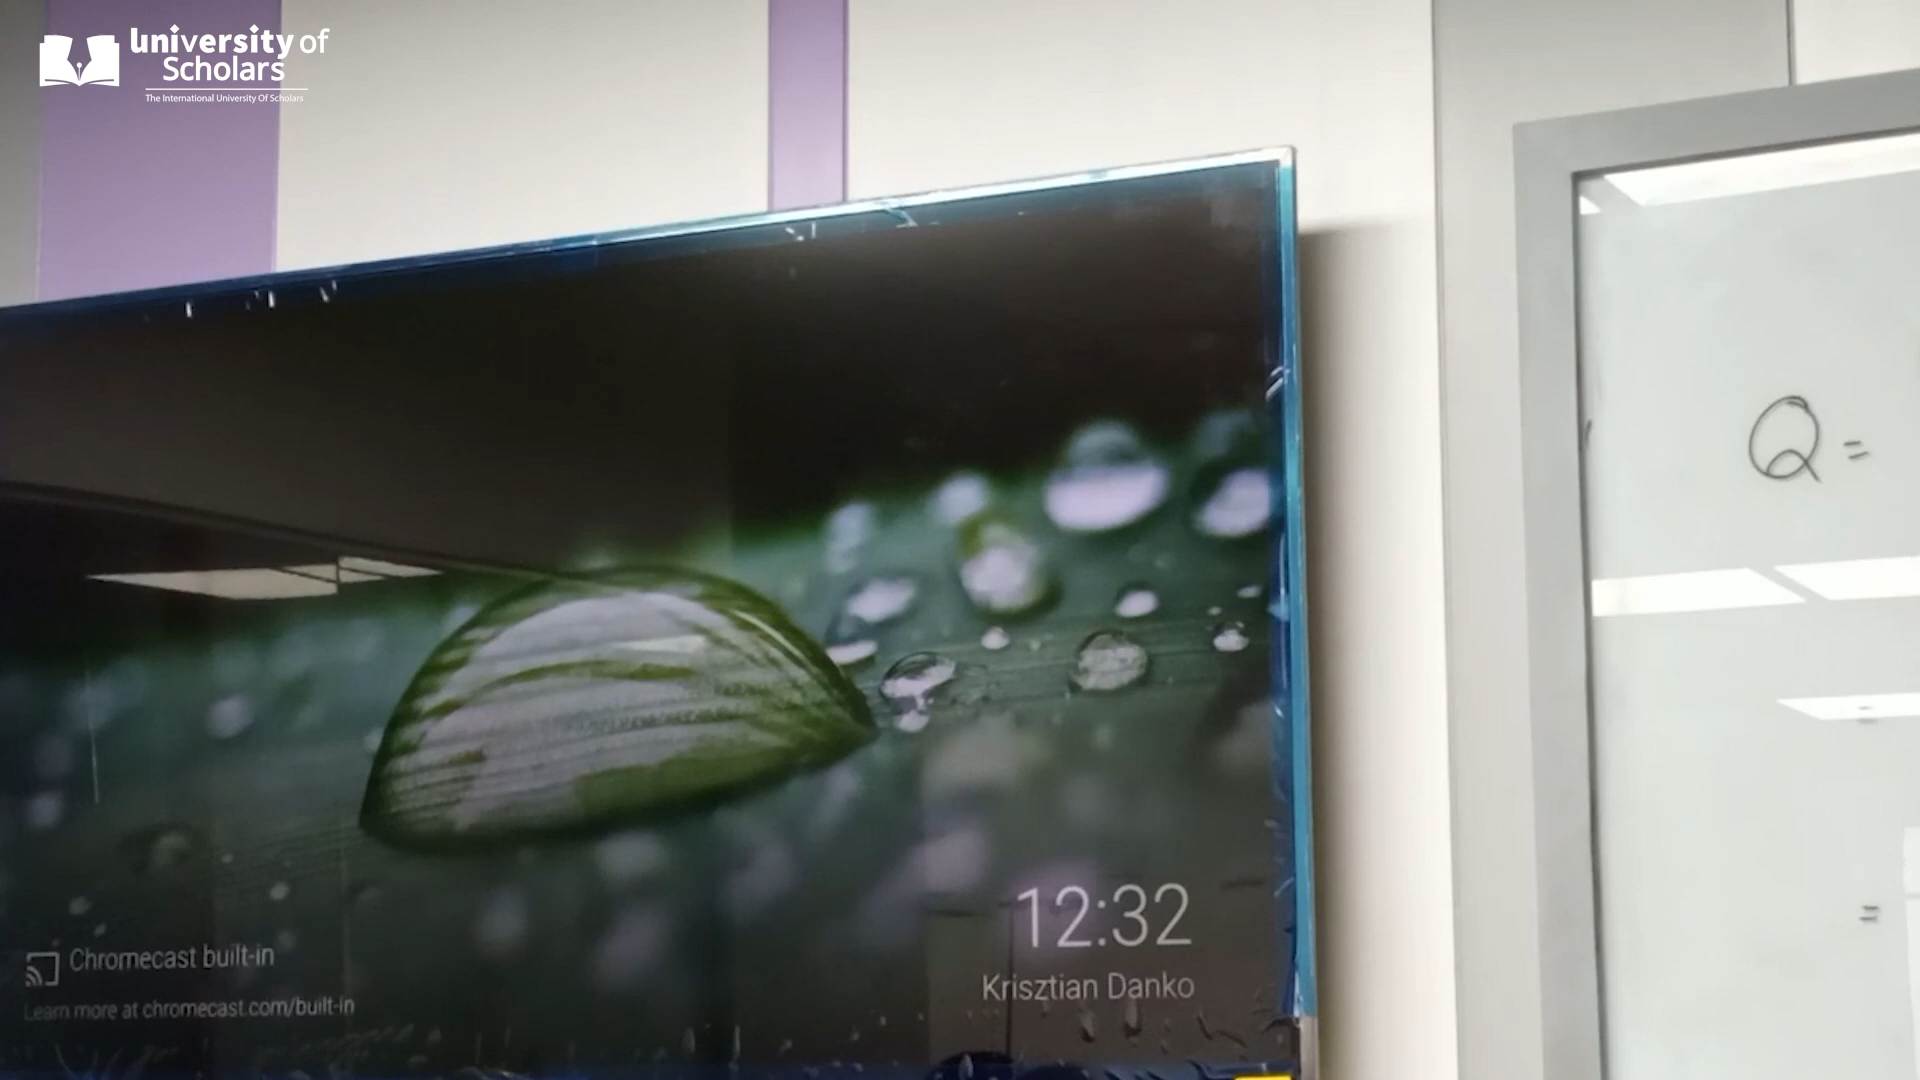 University of
Scholars
The International University Of Scholars
Q =
=
12:32
Krisztian Danko
Chromecast built-in
Learn more at chromecast.com/built-in